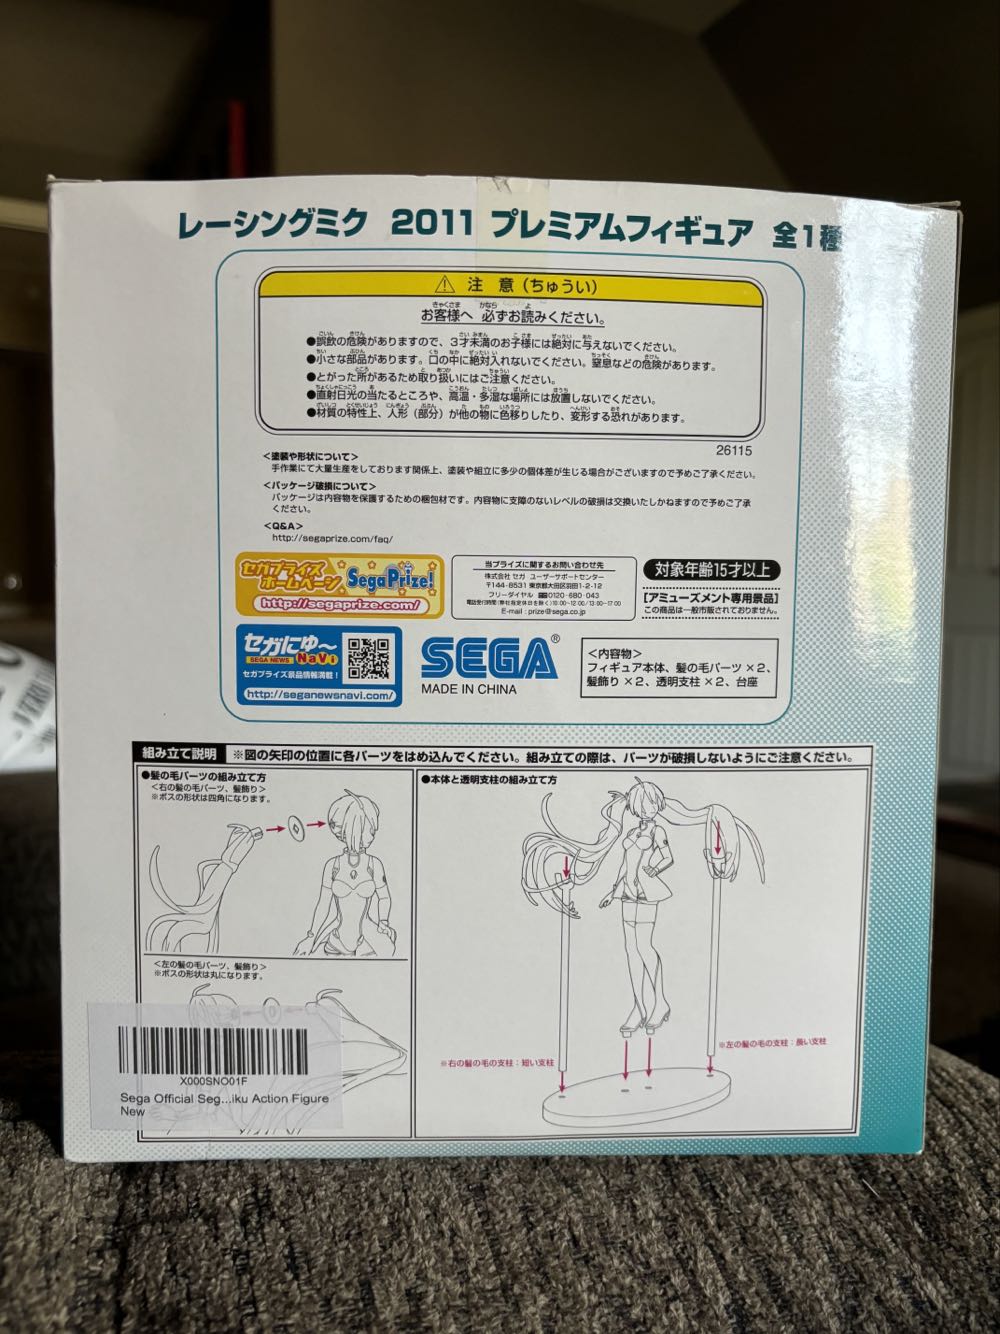 レーシングミク 2011 プレミアムフィギュア 全1種
⚠ 注 意(ちゅうい)
お客様へ 必ずお読みください。
●誤飲の危険がありますので、3才未満のお子様には絶対に与えないでください。
●小さな部品があります。口の中に絶対入れないでください。窒息などの危険があります。
●とがった所があるため取り扱いにはご注意ください。
●直射日光の当たるところや、高温・多湿な場所には放置しないでください。
●材質の特性上、人形(部分)が他の物に色移りしたり、変形する恐れがあります。
26115
<塗装や形状について>
手作業にて大量生産をしております関係上、塗装や組立に多少の個体差が生じる場合がございますので予めご了承ください。
<パッケージ破損について>
パッケージは内容物を保護するための梱包材です。内容物に支障のないレベルの破損は交換いたしかねますので予めご了承
ください。
<Q&A>
http://segaprize.com/faq/
セガプライズ
ホームページ
SegaPrize!
http://segaprize.com/
当プライズに関するお問い合わせ先
株式会社 セガ ユーザーサポートセンター
〒144-8531 東京都大田区羽田1-2-12
フリーダイヤル 0120-680-043
電話受付時間(弊社指定休日を除く)10:00-12:00/13:00-17:00
E-mail : prize@sega.co.jp
対象年齢15才以上
【アミューズメント専用景品】
この商品は一般市販されておりません。
セガにゅ〜
SEGA NEWS NaVi
セガプライズ景品情報満載!
http://seganewsnavi.com/
SEGA®
MADE IN CHINA
<内容物>
フィギュア本体、髪の毛パーツ×2、
髪飾り×2、透明支柱×2、台座
組み立て説明 ※図の矢印の位置に各パーツをはめ込んでください。組み立ての際は、パーツが破損しないようにご注意ください。
●髪の毛パーツの組み立て方
<右の髪の毛パーツ、髪飾り>
※ボスの形状は四角になります。
<左の髪の毛パーツ、髪飾り>
※ボスの形状は丸になります。
●本体と透明支柱の組み立て方
※右の髪の毛の支柱:短い支柱
※左の髪の毛の支柱:長い支柱
X000SNO01F
Sega Official Seg...iku Action Figure
New